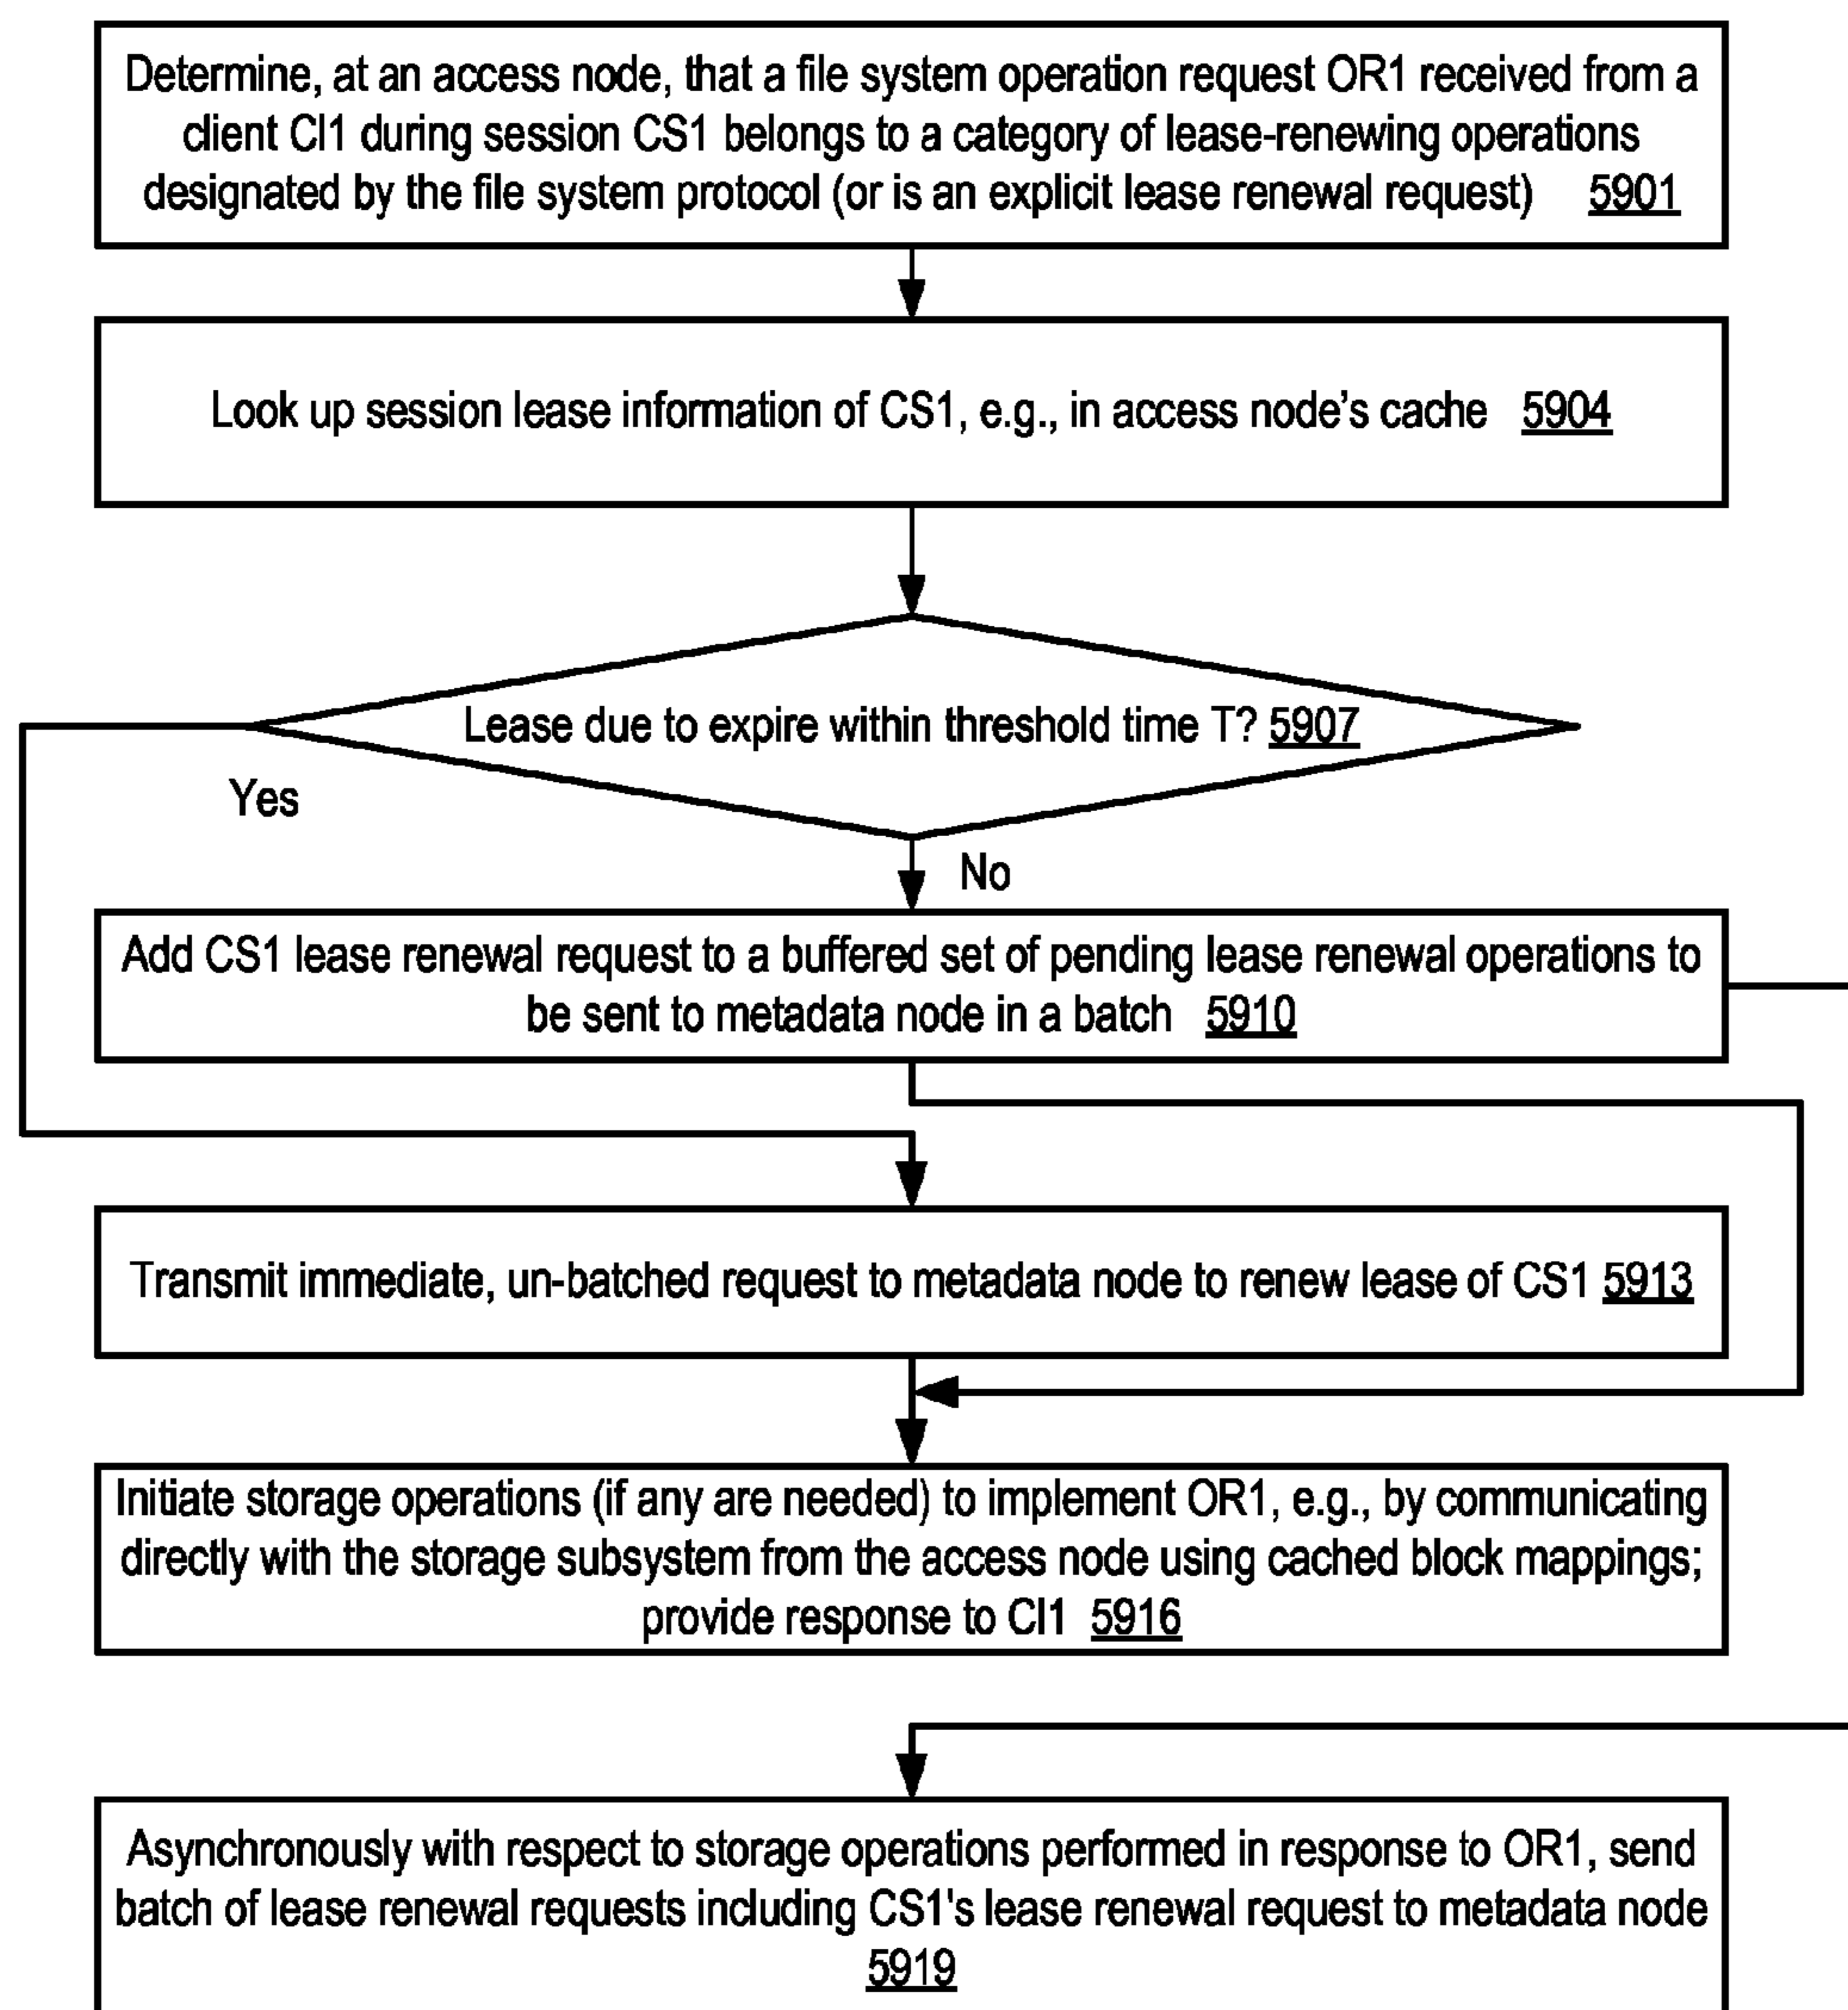 Determine, at an access node, that a file system operation request OR1 received from a
client Cl1 during session CS1 belongs to a category of lease-renewing operations
designated by the file system protocol (or is an explicit lease renewal request) 5901
Look up session lease information of CS1, e.g., in access node's cache 5904
Lease due to expire within threshold time T? 5907
Yes
No
Add CS1 lease renewal request to a buffered set of pending lease renewal operations to
be sent to metadata node in a batch 5910
Transmit immediate, un-batched request to metadata node to renew lease of CS1 5913
Initiate storage operations (if any are needed) to implement OR1, e.g., by communicating
directly with the storage subsystem from the access node using cached block mappings;
provide response to Cl1 5916
Asynchronously with respect to storage operations performed in response to OR1, send
batch of lease renewal requests including CS1's lease renewal request to metadata node
5919